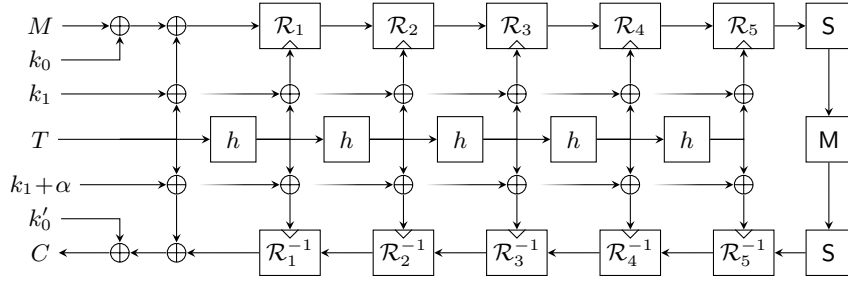 M R₁ R₂ R₃ R₄ R₅ S
k₀
k₁
T h h h h h M
k₁+α
k′₀
C R₁⁻¹ R₂⁻¹ R₃⁻¹ R₄⁻¹ R₅⁻¹ S